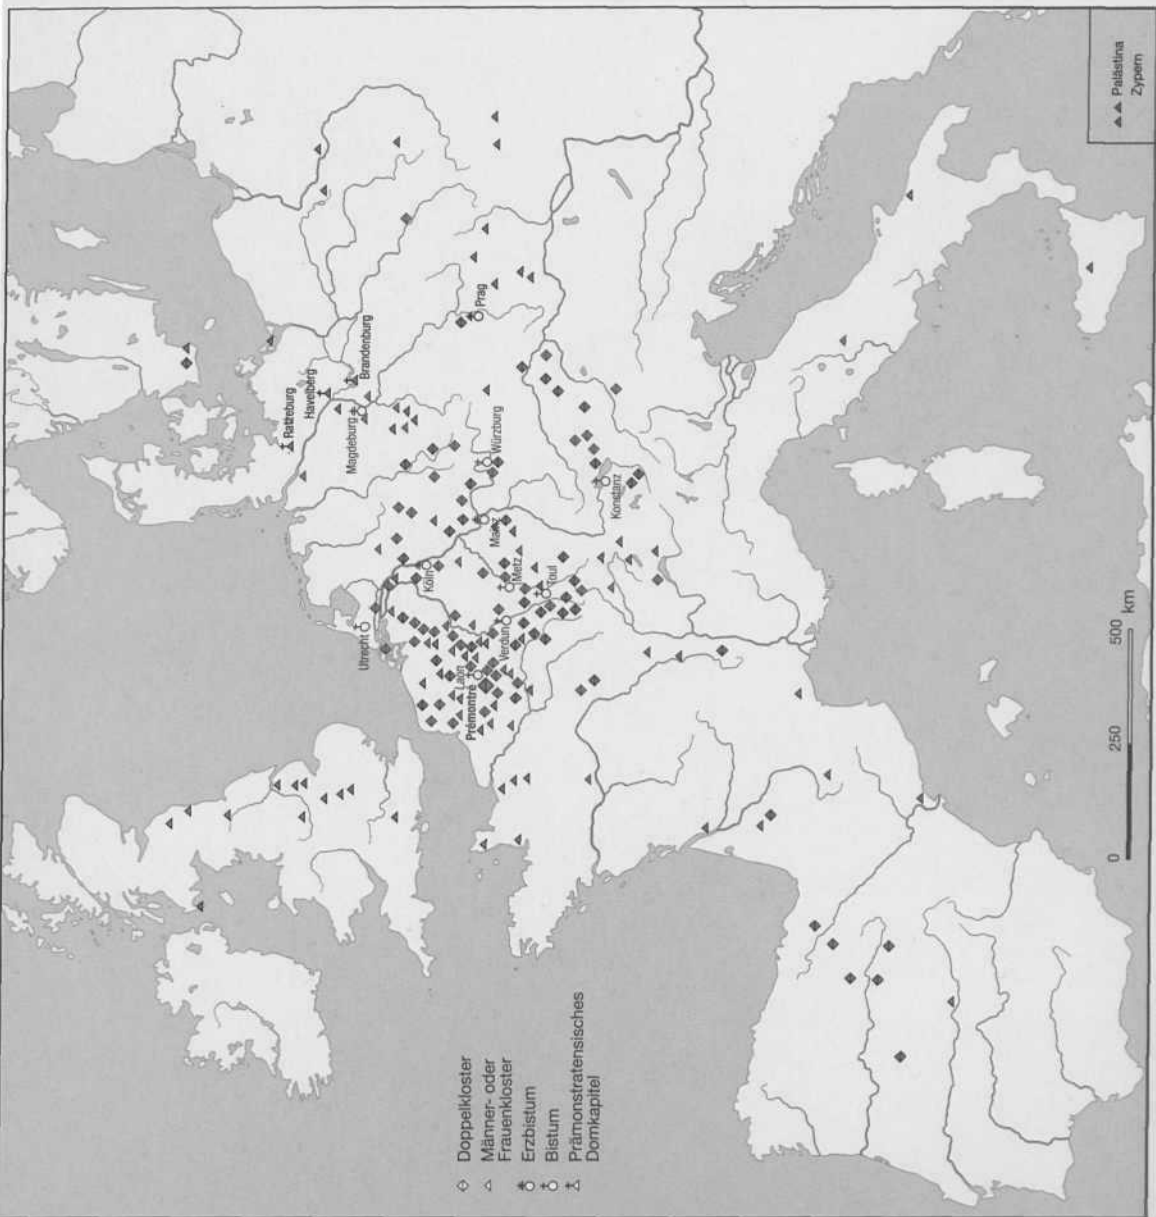 Doppelkloster
Männer- oder
Frauenkloster
Erzbistum
Bistum
Prämonstratensisches
Domkapitel
Ratzeburg
Havelberg
Brandenburg
Magdeburg
Utrecht
Köln
Prag
Würzburg
Mainz
Laon
Prémontré
Verdun
Metz
Toul
Konstanz
0 250 500
km
Palästina
Zypern